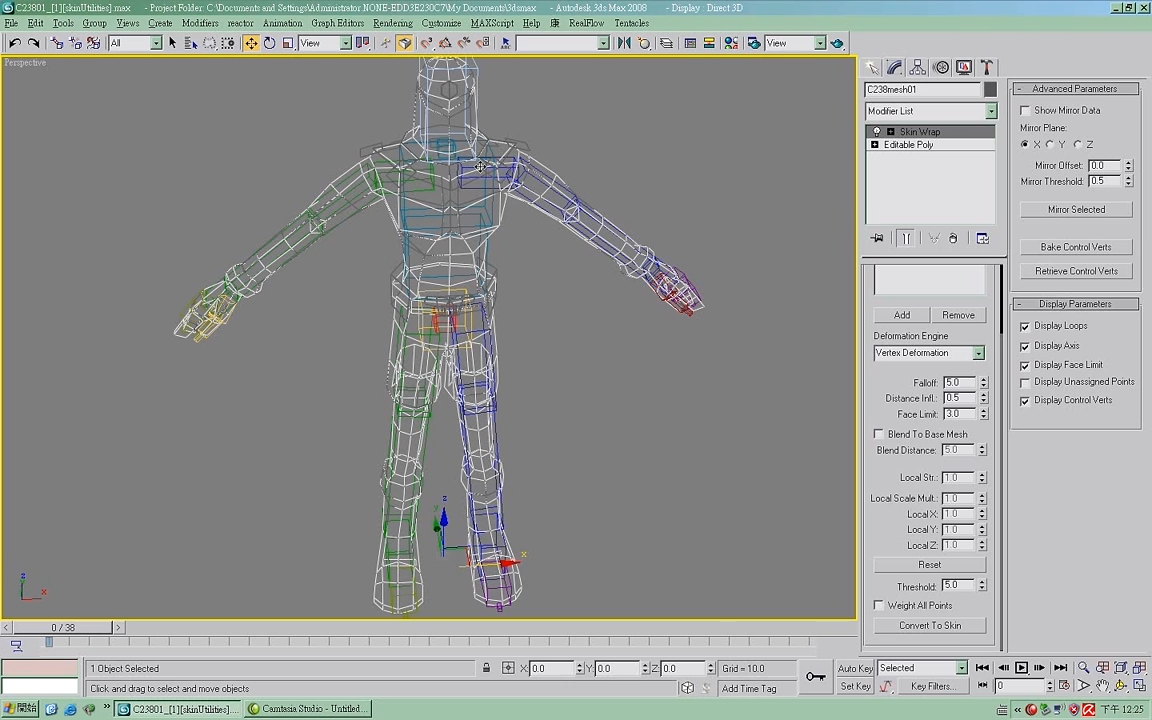 C23801_[1][skinUtilities].max - Project Folder: C:\Documents and Settings\Administrator NONE-EDD3E230C7\My Documents\3dsmax - Autodesk 3ds Max 2008 - Display : Direct 3D
File Edit Tools Group Views Create Modifiers reactor Animation Graph Editors Rendering Customize MAXScript Help 康 RealFlow Tentacles
All View View
Perspective
C238mesh01
Modifier List
Skin Wrap
Editable Poly
Add Remove
Deformation Engine
Vertex Deformation
Falloff: 5.0
Distance Infl.: 0.5
Face Limit: 3.0
Blend To Base Mesh
Blend Distance: 5.0
Local Str.: 1.0
Local Scale Mult.: 1.0
Local X: 1.0
Local Y: 1.0
Local Z: 1.0
Reset
Threshold: 5.0
Weight All Points
Convert To Skin
- Advanced Parameters
Show Mirror Data
Mirror Plane:
X Y Z
Mirror Offset: 0.0
Mirror Threshold: 0.5
Mirror Selected
Bake Control Verts
Retrieve Control Verts
- Display Parameters
Display Loops
Display Axis
Display Face Limit
Display Unassigned Points
Display Control Verts
z
x
z
x
< 0 / 38 >
1 Object Selected X: 0.0 Y: 0.0 Z: 0.0 Grid = 10.0 Auto Key Selected
Click and drag to select and move objects Add Time Tag Set Key Key Filters... 0
開始 » C23801_[1][skinUtilities]... Camtasia Studio - Untitled... « 下午 12:25